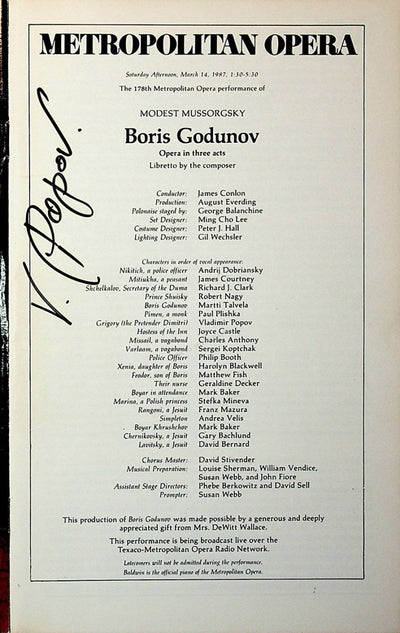 METROPOLITAN OPERA
Saturday Afternoon, March 14, 1987, 1:30-5:30
The 178th Metropolitan Opera performance of
MODEST MUSSORGSKY
Boris Godunov
Opera in three acts
Libretto by the composer
Conductor: James Conlon
Production: August Everding
Polonaise staged by: George Balanchine
Set Designer: Ming Cho Lee
Costume Designer: Peter J. Hall
Lighting Designer: Gil Wechsler
Characters in order of vocal appearance:
Nikitich, a police officer Andrij Dobriansky
Mitiukha, a peasant James Courtney
Shchelkalov, Secretary of the Duma Richard J. Clark
Prince Shuisky Robert Nagy
Boris Godunov Martti Talvela
Pimen, a monk Paul Plishka
Grigory (the Pretender Dimitri) Vladimir Popov
Hostess of the Inn Joyce Castle
Missail, a vagabond Charles Anthony
Varlaam, a vagabond Sergei Koptchak
Police Officer Philip Booth
Xenia, daughter of Boris Harolyn Blackwell
Feodor, son of Boris Matthew Fish
Their nurse Geraldine Decker
Boyar in attendance Mark Baker
Marina, a Polish princess Stefka Mineva
Rangoni, a Jesuit Franz Mazura
Simpleton Andrea Velis
Boyar Khrushchov Mark Baker
Chernikovsky, a Jesuit Gary Bachlund
Lavitsky, a Jesuit David Bernard
Chorus Master: David Stivender
Musical Preparation: Louise Sherman, William Vendice,
Susan Webb, and John Fiore
Assistant Stage Directors: Phebe Berkowitz and David Sell
Prompter: Susan Webb
This production of Boris Godunov was made possible by a generous and deeply
appreciated gift from Mrs. DeWitt Wallace.
This performance is being broadcast live over the
Texaco-Metropolitan Opera Radio Network.
Latecomers will not be admitted during the performance.
Baldwin is the official piano of the Metropolitan Opera.
V. Popov.